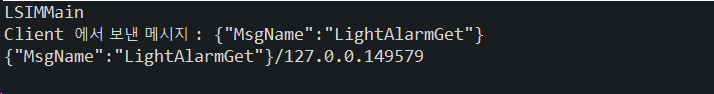 LSIMMain
Client 에서 보낸 메시지 : {"MsgName":"LightAlarmGet"}
{"MsgName":"LightAlarmGet"}/127.0.0.149579